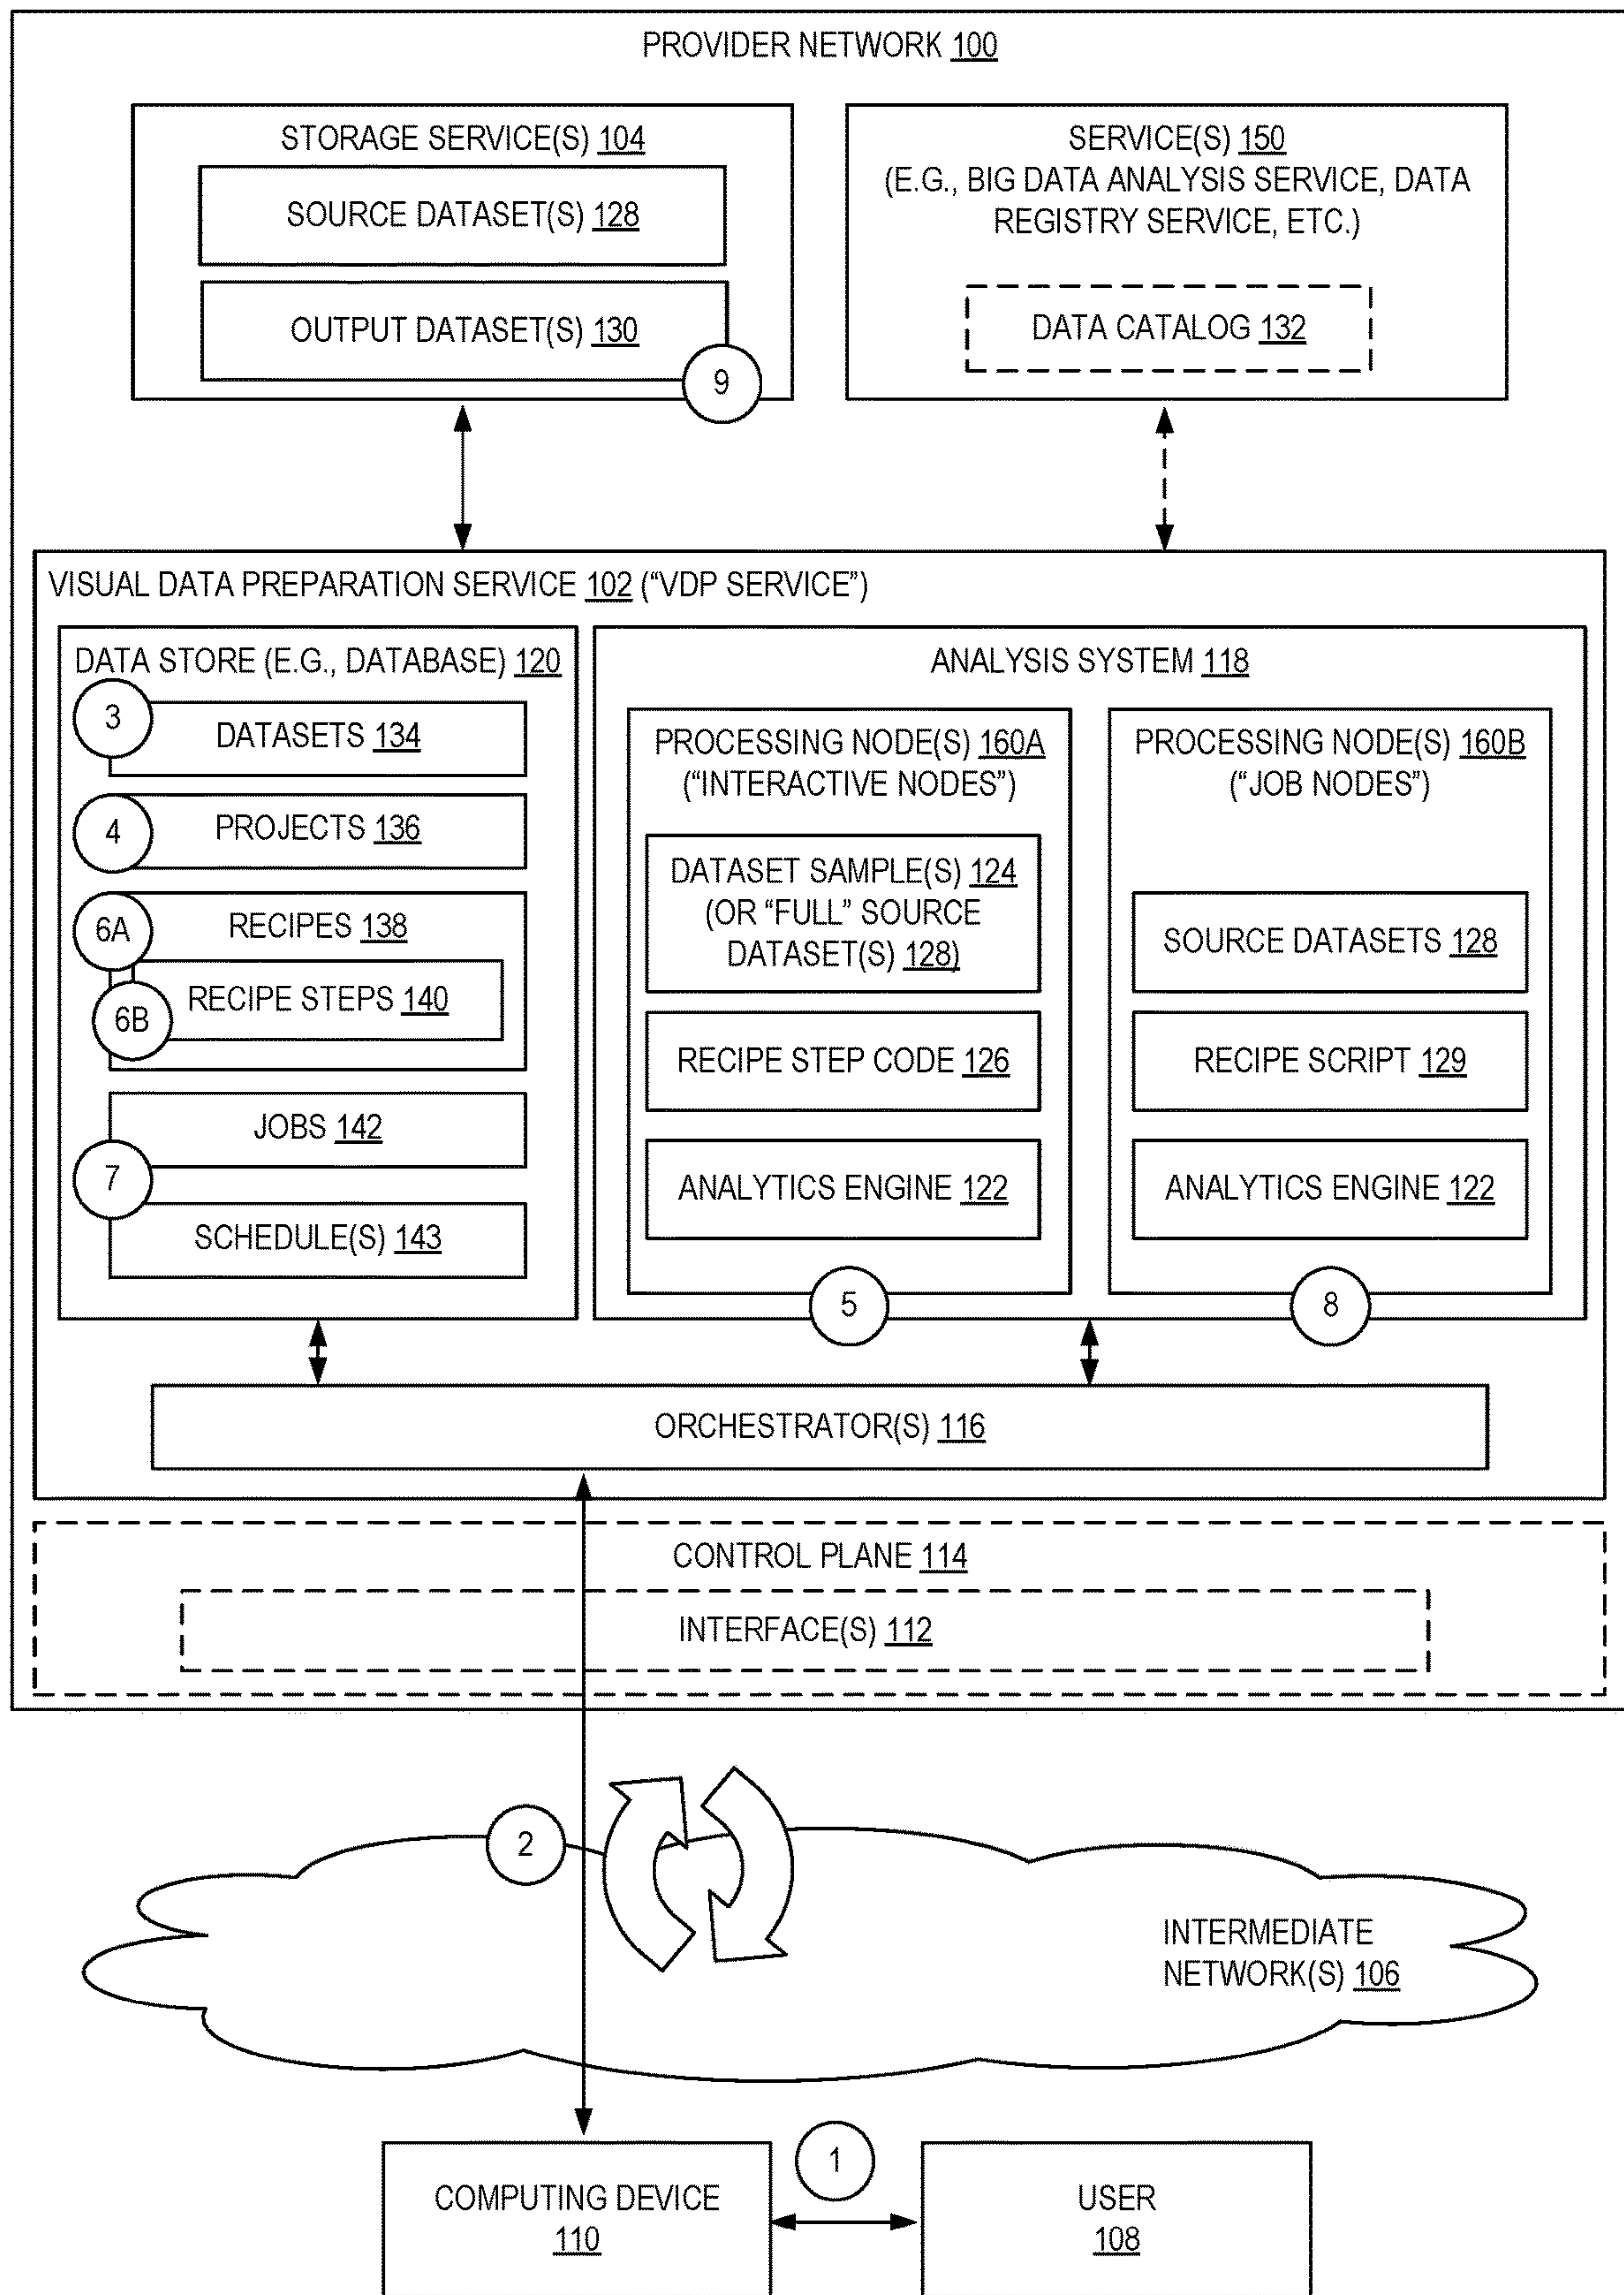 PROVIDER NETWORK 100
STORAGE SERVICE(S) 104
SOURCE DATASET(S) 128
OUTPUT DATASET(S) 130
9
SERVICE(S) 150
(E.G., BIG DATA ANALYSIS SERVICE, DATA
REGISTRY SERVICE, ETC.)
DATA CATALOG 132
VISUAL DATA PREPARATION SERVICE 102 (“VDP SERVICE”)
DATA STORE (E.G., DATABASE) 120
3
DATASETS 134
4
PROJECTS 136
6A
RECIPES 138
6B
RECIPE STEPS 140
JOBS 142
7
SCHEDULE(S) 143
ANALYSIS SYSTEM 118
PROCESSING NODE(S) 160A
(“INTERACTIVE NODES”)
DATASET SAMPLE(S) 124
(OR “FULL” SOURCE
DATASET(S) 128)
RECIPE STEP CODE 126
ANALYTICS ENGINE 122
5
PROCESSING NODE(S) 160B
(“JOB NODES”)
SOURCE DATASETS 128
RECIPE SCRIPT 129
ANALYTICS ENGINE 122
8
ORCHESTRATOR(S) 116
CONTROL PLANE 114
INTERFACE(S) 112
2
INTERMEDIATE
NETWORK(S) 106
1
COMPUTING DEVICE
110
USER
108